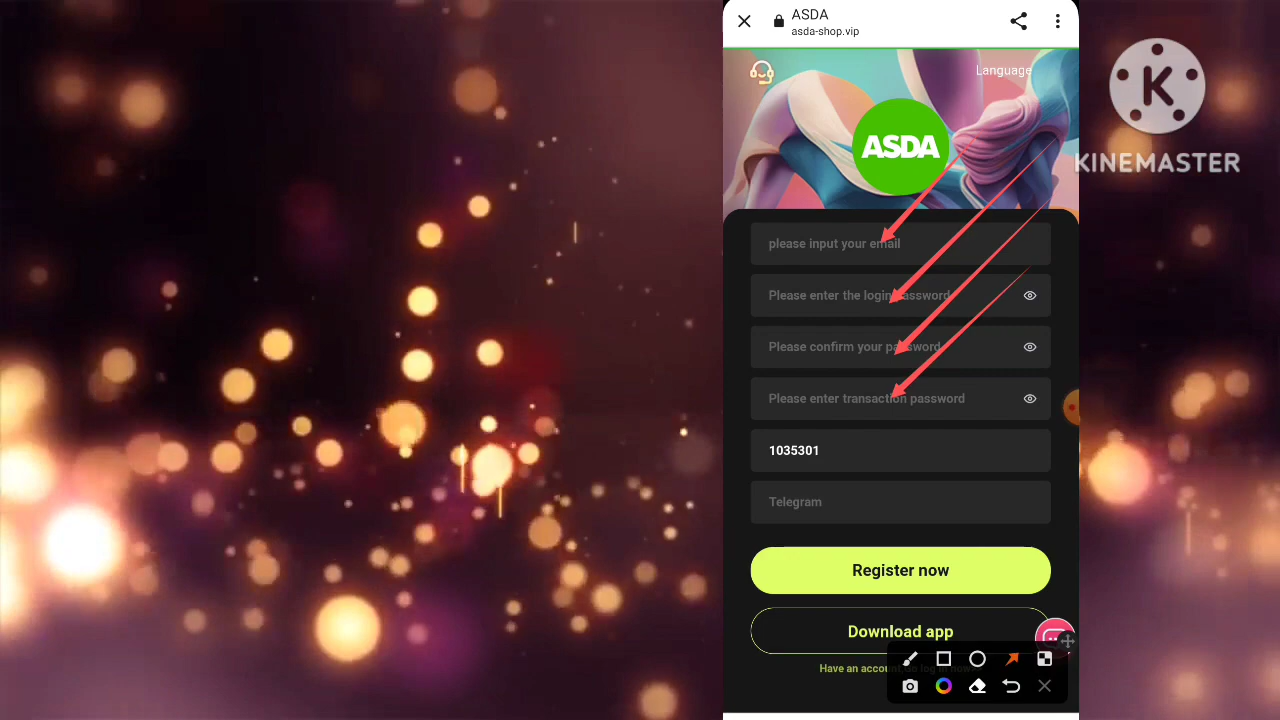 ASDA
asda-shop.vip
Language
ASDA
please input your email
Please enter the login password
Please confirm your password
Please enter transaction password
1035301
Telegram
Register now
Download app
Have an account,
K
KINEMASTER